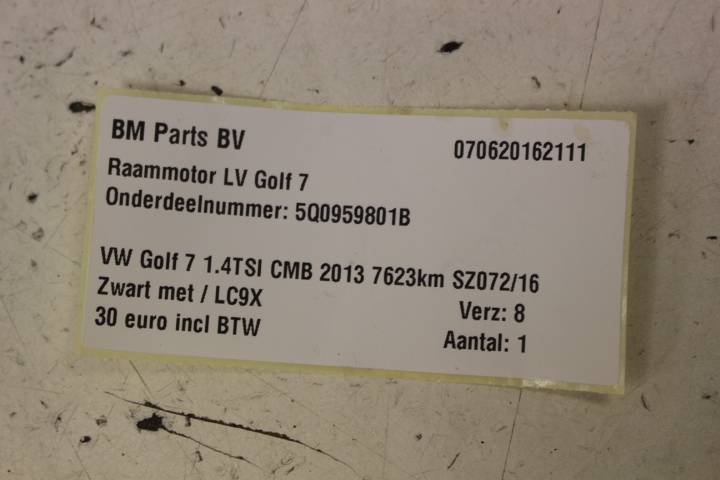 BM Parts BV 070620162111
Raammotor LV Golf 7
Onderdeelnummer: 5Q0959801B
VW Golf 7 1.4TSI CMB 2013 7623km SZ072/16
Zwart met / LC9X Verz: 8
30 euro incl BTW Aantal: 1